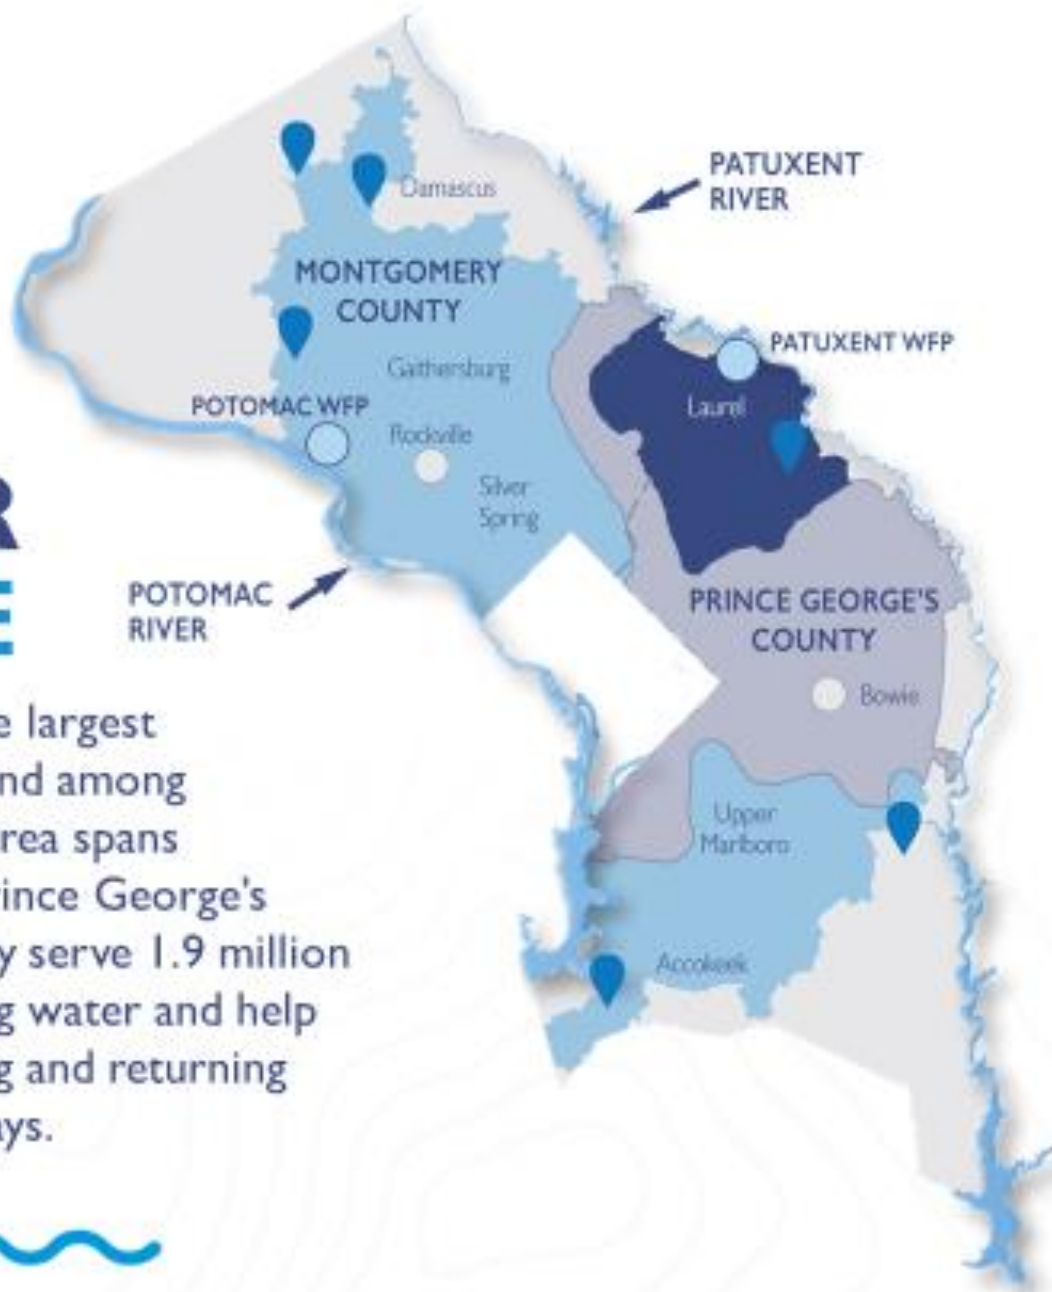 PATUXENT
RIVER
Damascus
MONTGOMERY
COUNTY
PATUXENT WFP
Gathersburg
Laurel
POTOMAC WFP
Rockville
Silver
Spring
R
E
POTOMAC
RIVER
PRINCE GEORGE'S
COUNTY
Bowie
e largest
nd among
rea spans
ince George's
y serve 1.9 million
g water and help
g and returning
ays.
Upper
Marlboro
Accokeek